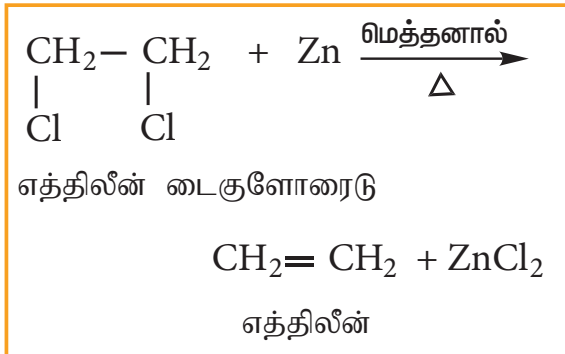 மெத்தனால்
CH₂− CH₂ + Zn ⟶
| |
Cl Cl △
எத்திலீன் டைகுளோரைடு
CH₂= CH₂ + ZnCl₂
எத்திலீன்